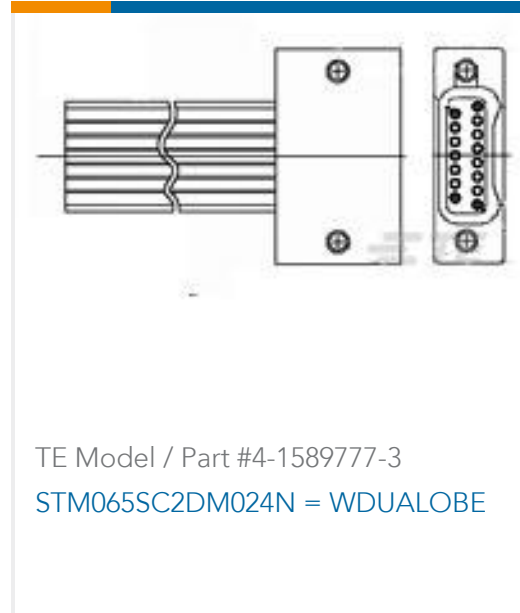 TE Model / Part #4-1589777-3
STM065SC2DM024N = WDUALOBE